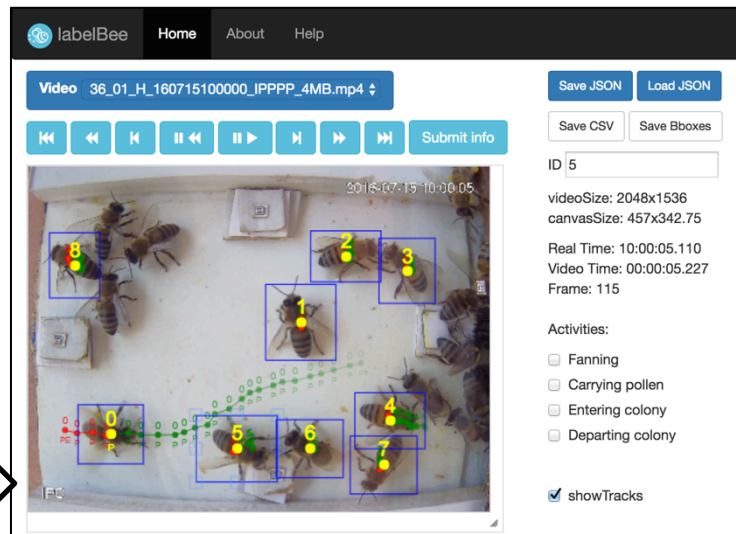 labelBee Home About Help
Video 36_01_H_160715100000_IPPPP_4MB.mp4
Submit info
Save JSON Load JSON
Save CSV Save Bboxes
ID 5
videoSize: 2048x1536
canvasSize: 457x342.75
Real Time: 10:00:05.110
Video Time: 00:00:05.227
Frame: 115
Activities:
Fanning
Carrying pollen
Entering colony
Departing colony
showTracks
2016-07-15 10:00:05
8
2
3
1
0
P
4
5
6
7
PE